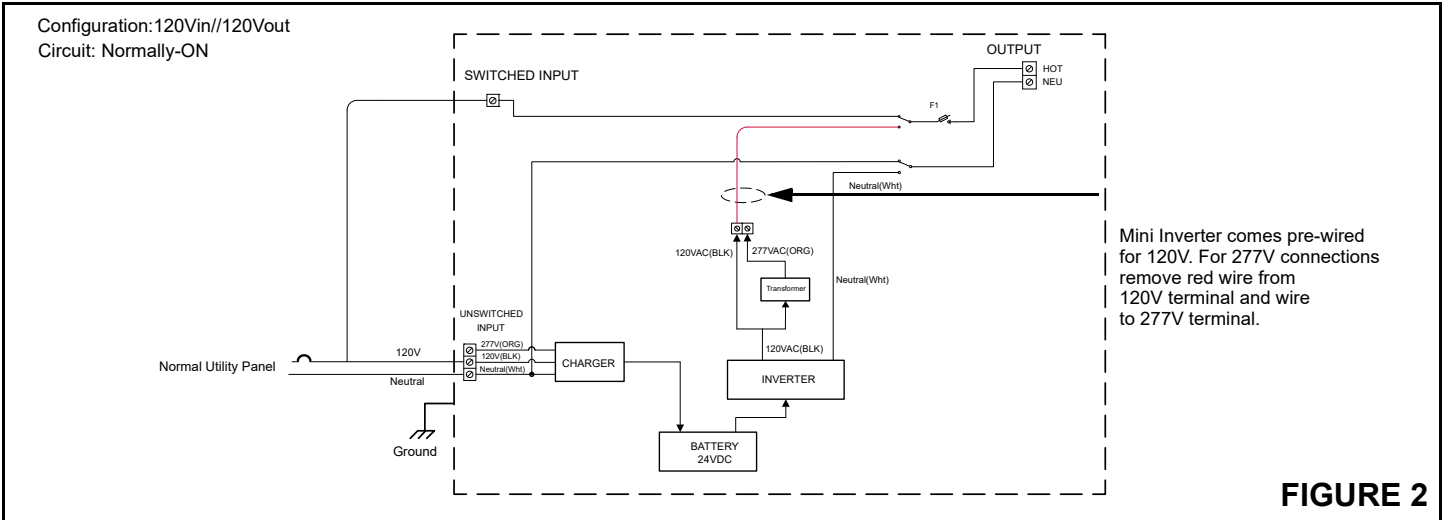 Configuration:120Vin//120Vout
Circuit: Normally-ON
OUTPUT
HOT
NEU
SWITCHED INPUT
F1
Neutral(Wht)
120VAC(BLK)
277VAC(ORG)
Neutral(Wht)
Transformer
Mini Inverter comes pre-wired
for 120V. For 277V connections
remove red wire from
120V terminal and wire
to 277V terminal.
UNSWITCHED
INPUT
277V(ORG)
120V(BLK)
Neutral(Wht)
120V
Neutral
Normal Utility Panel
CHARGER
120VAC(BLK)
INVERTER
Ground
BATTERY
24VDC
FIGURE 2